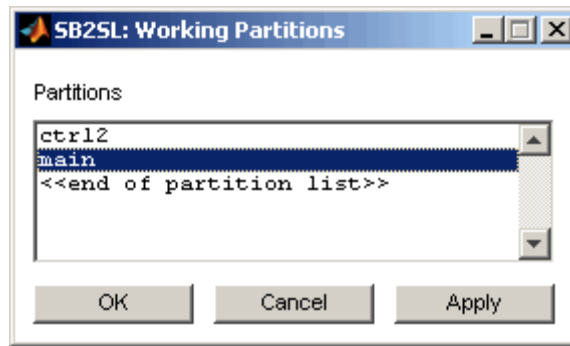 SB2SL: Working Partitions
Partitions
ctrl2
main
<<end of partition list>>
OK Cancel Apply